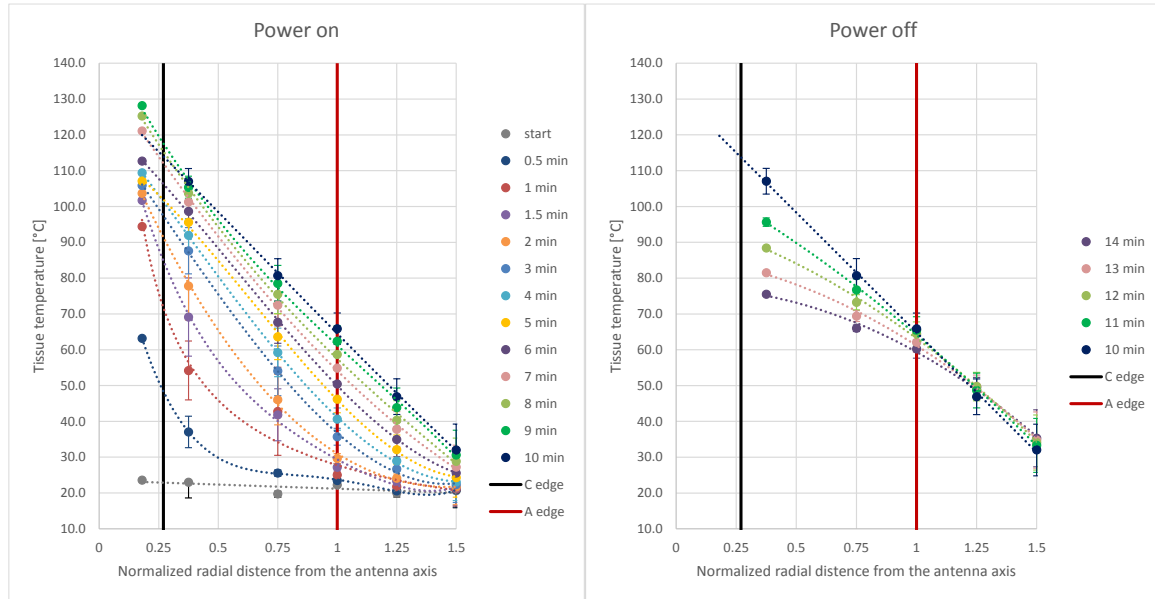 Power on
140.0
130.0
120.0
110.0
100.0
90.0
80.0
70.0
60.0
50.0
40.0
30.0
20.0
10.0
Tissue temperature [°C]
0 0.25 0.5 0.75 1 1.25 1.5
Normalized radial distence from the antenna axis
start
0.5 min
1 min
1.5 min
2 min
3 min
4 min
5 min
6 min
7 min
8 min
9 min
10 min
C edge
A edge
Power off
140.0
130.0
120.0
110.0
100.0
90.0
80.0
70.0
60.0
50.0
40.0
30.0
20.0
10.0
Tissue temperature [°C]
0 0.25 0.5 0.75 1 1.25 1.5
Normalized radial distence from the antenna axis
14 min
13 min
12 min
11 min
10 min
C edge
A edge